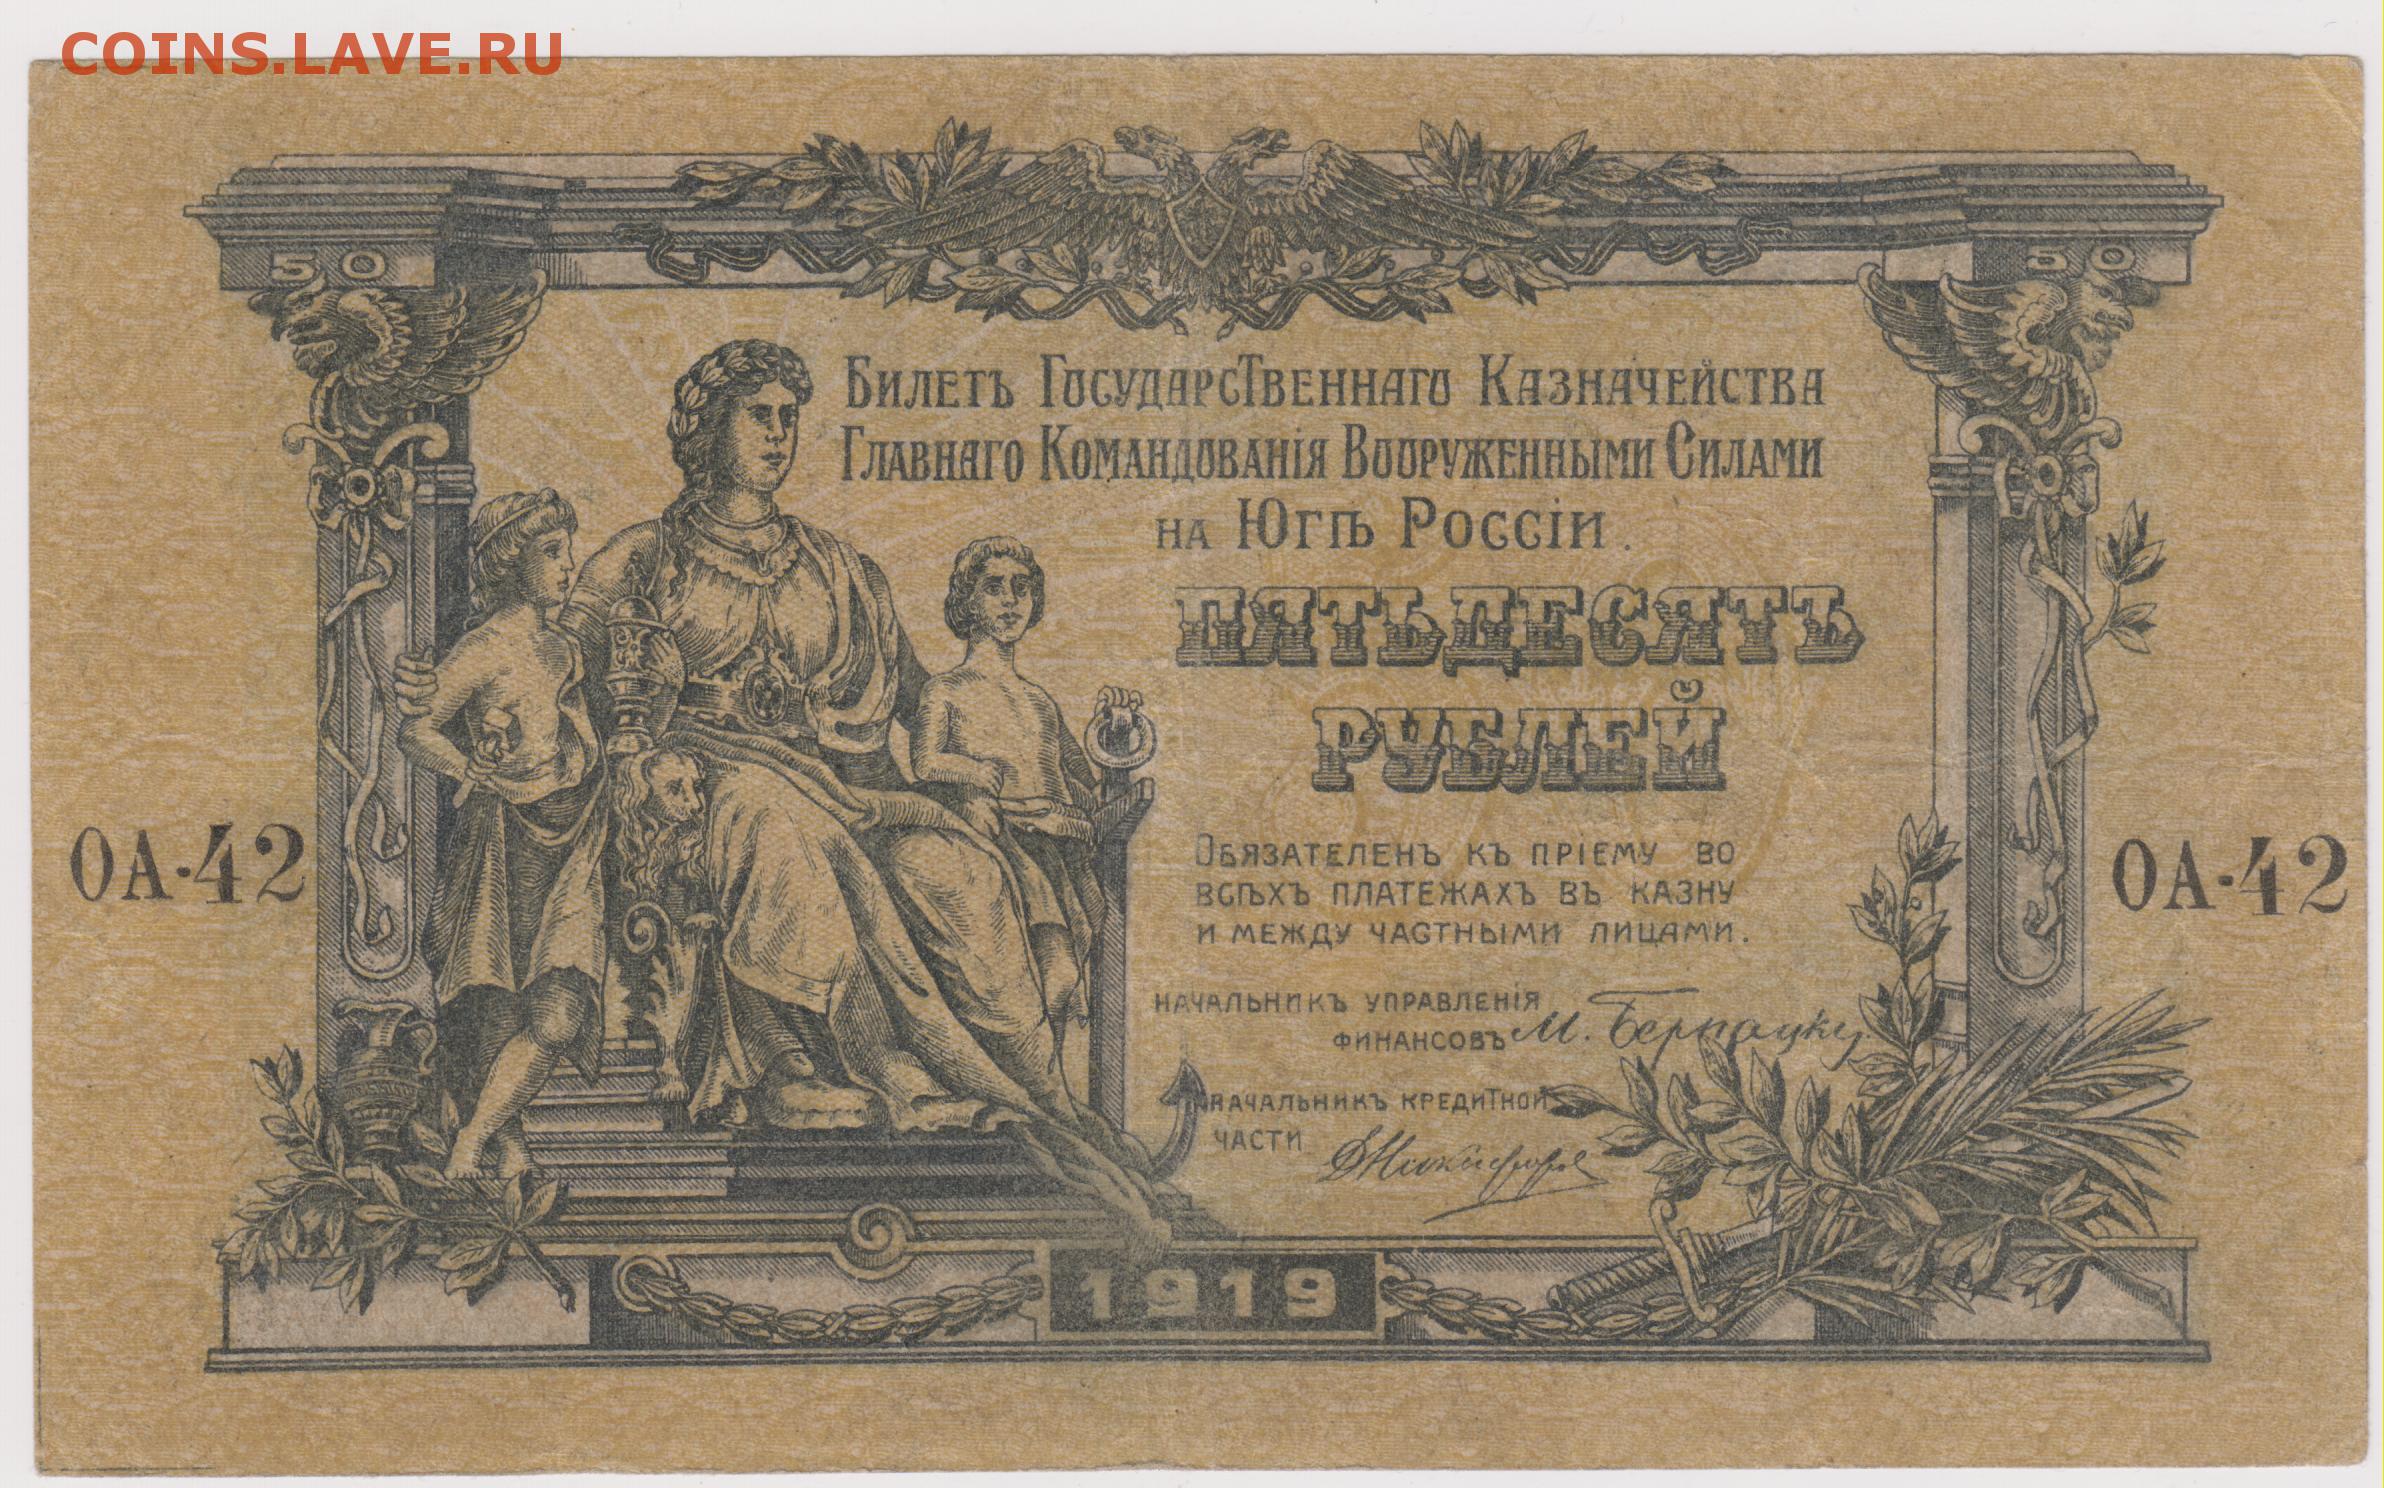 COINS.LAVE.RU
50 50
Билетъ Государственнаго Казначейства
Главнаго Командованія Вооруженными Силами
на Югѣ Россіи.
ПЯТЬДЕСЯТЪ
РУБЛЕЙ
ОА-42 ОА-42
Обязателенъ къ пріему во
всѣхъ платежахъ въ казну
и между частными лицами.
Начальникъ управленія
финансовъ М. Бернацкій
Начальникъ кредитной
части
1919